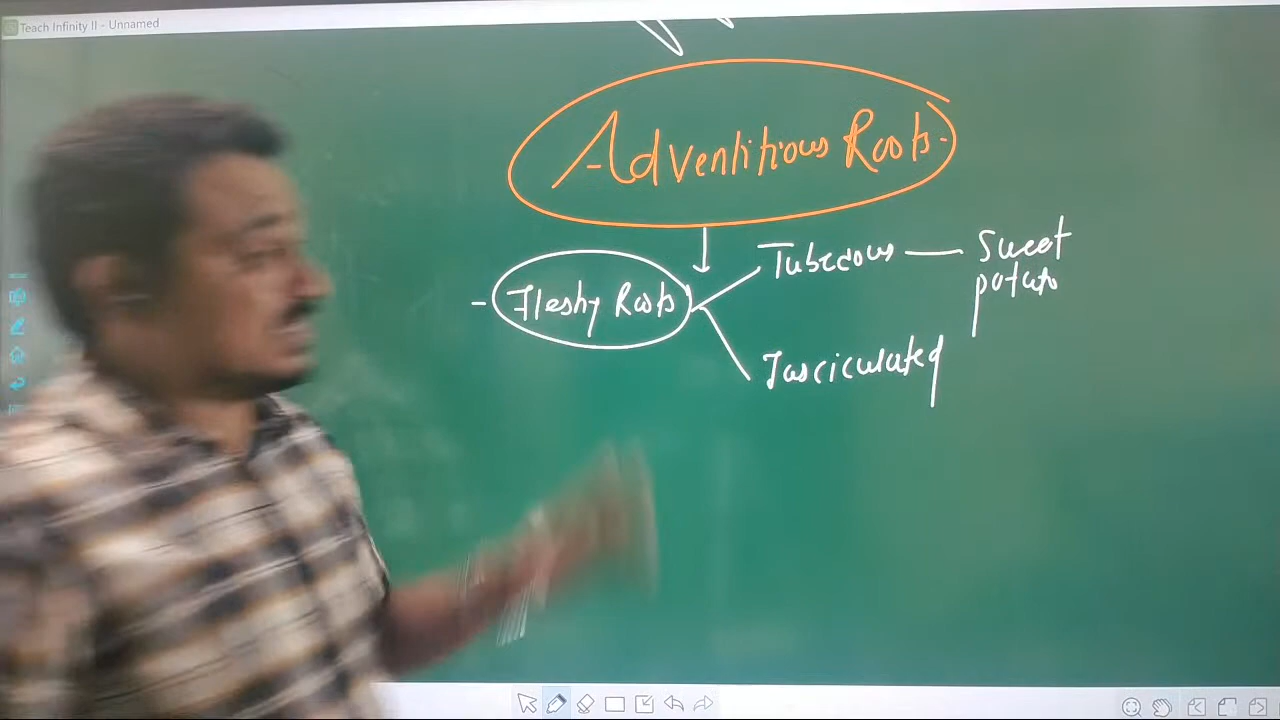 Teach Infinity II - Unnamed
Adventitious Roots.
- Fleshy Roots
Tuberous — Sweet
potato
Fasciculated